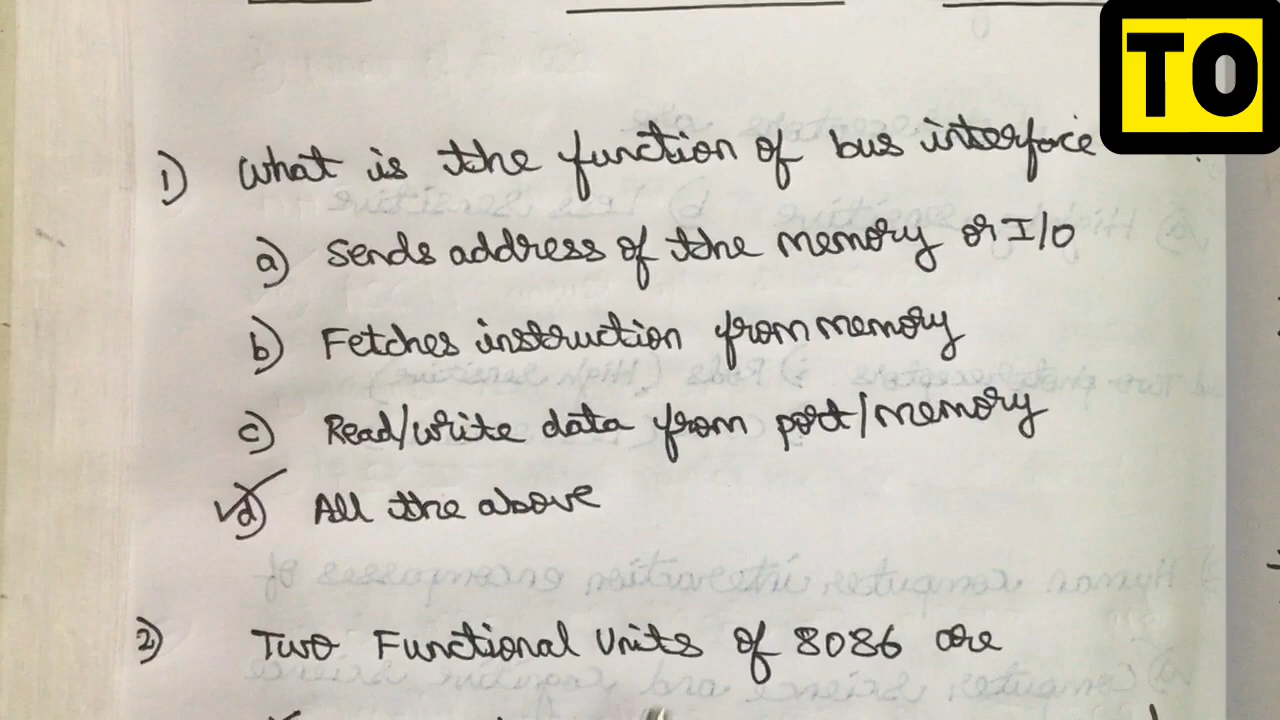 TO
1) What is the function of bus interface
a) Sends address of the memory or I/O
b) Fetches instruction from memory
c) Read/write data from port/memory
d) All the above
2) Two Functional Units of 8086 are